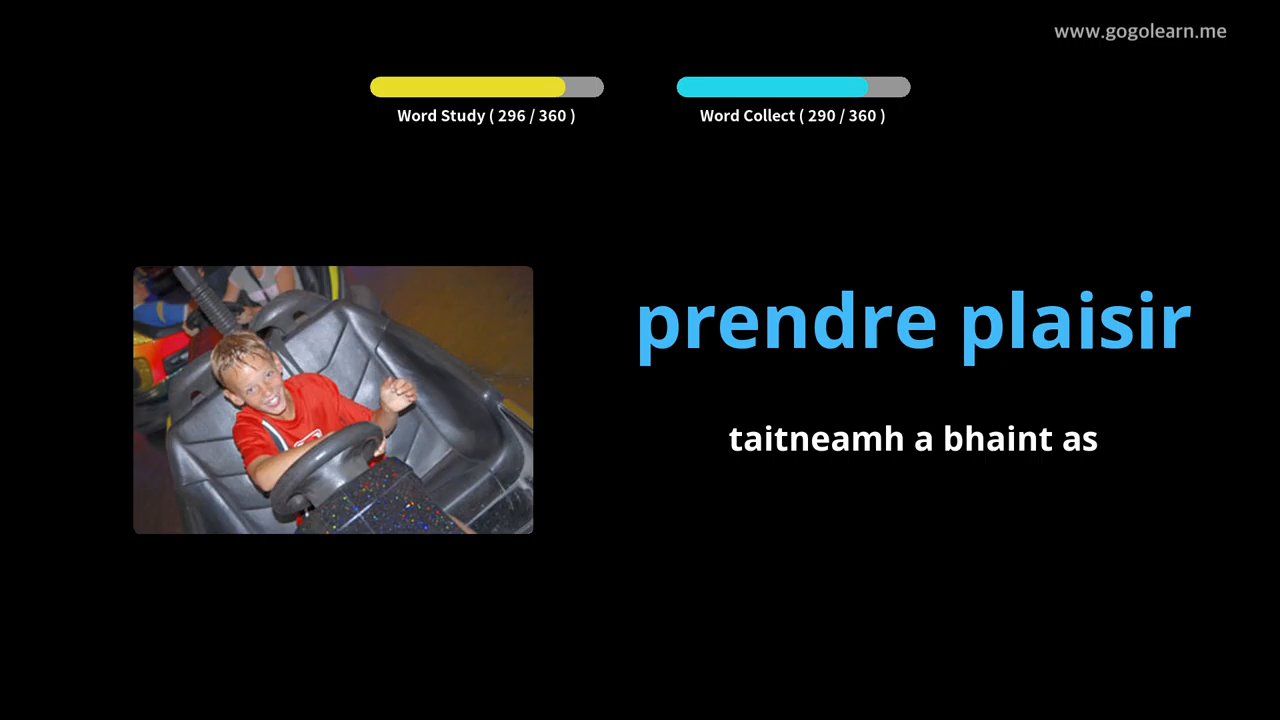 www.gogolearn.me
Word Study ( 296 / 360 )
Word Collect ( 290 / 360 )
prendre plaisir
taitneamh a bhaint as